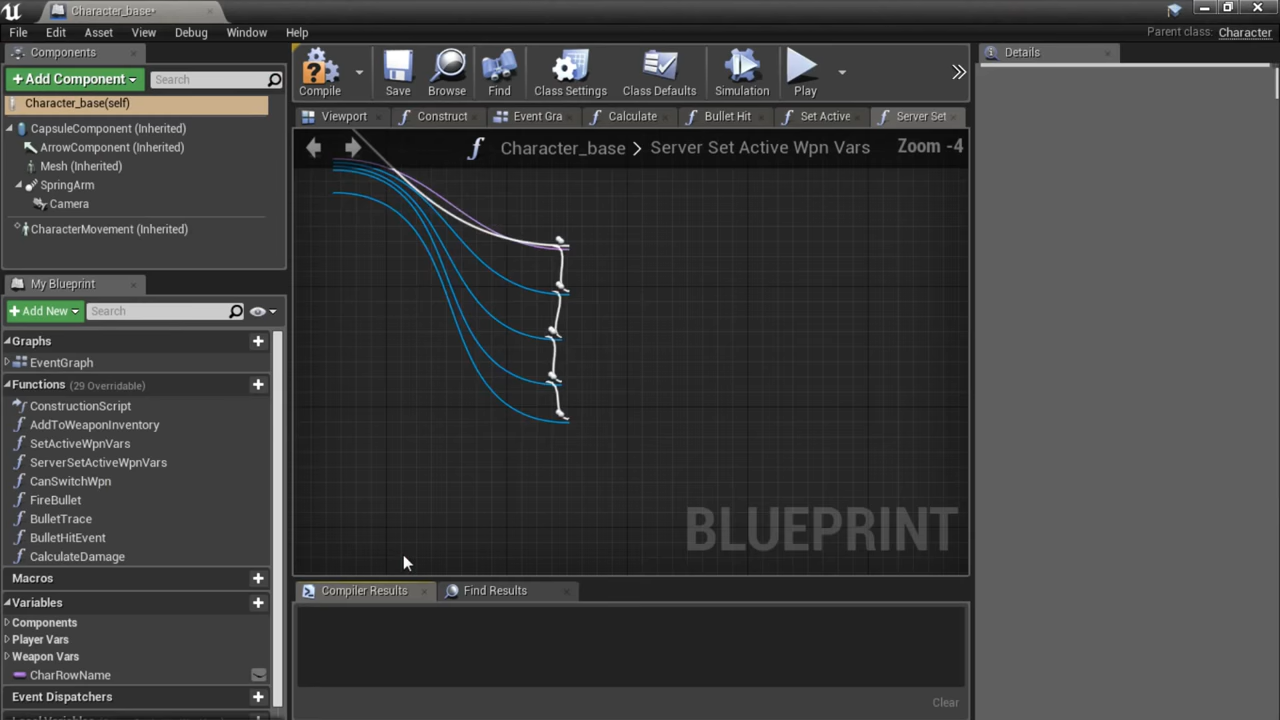 Character_base*
File Edit Asset View Debug Window Help
Parent class: Character
Components
+Add Component
Search
Character_base(self)
CapsuleComponent (Inherited)
ArrowComponent (Inherited)
Mesh (Inherited)
SpringArm
Camera
CharacterMovement (Inherited)
My Blueprint
+Add New
Search
Graphs
EventGraph
Functions (29 Overridable)
ConstructionScript
AddToWeaponInventory
SetActiveWpnVars
ServerSetActiveWpnVars
CanSwitchWpn
FireBullet
BulletTrace
BulletHitEvent
CalculateDamage
Macros
Variables
Components
Player Vars
Weapon Vars
CharRowName
Event Dispatchers
Compile Save Browse Find Class Settings Class Defaults Simulation Play
Viewport Construct Event Gra Calculate Bullet Hit Set Active Server Set
Character_base > Server Set Active Wpn Vars
Zoom -4
BLUEPRINT
Compiler Results Find Results
Clear
Details